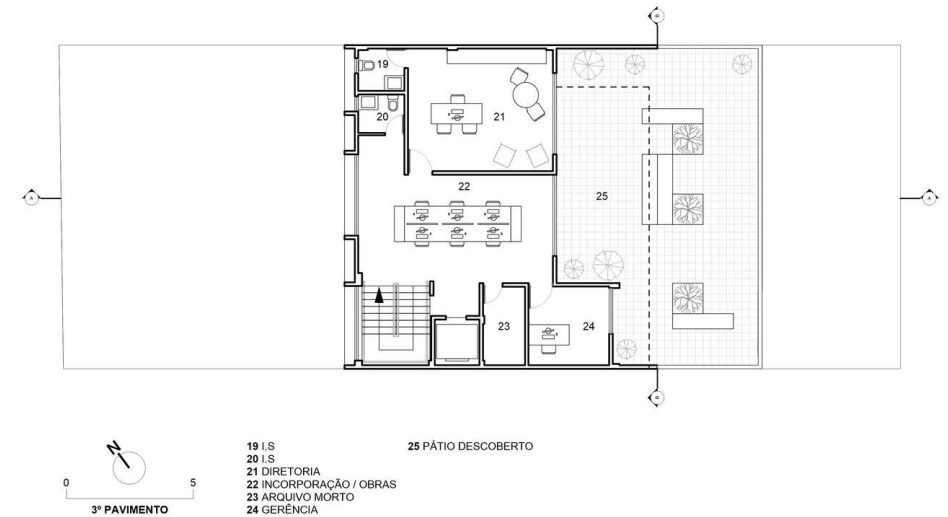 B
19
20
21
22
25
A
A
23
24
B
N
0 5
3º PAVIMENTO
19 I.S
20 I.S
21 DIRETORIA
22 INCORPORAÇÃO / OBRAS
23 ARQUIVO MORTO
24 GERÊNCIA
25 PÁTIO DESCOBERTO